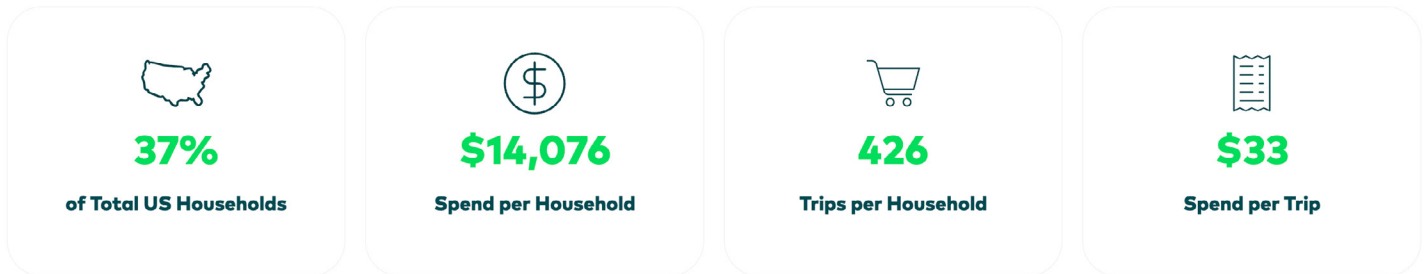 37%
of Total US Households
$14,076
Spend per Household
426
Trips per Household
$33
Spend per Trip